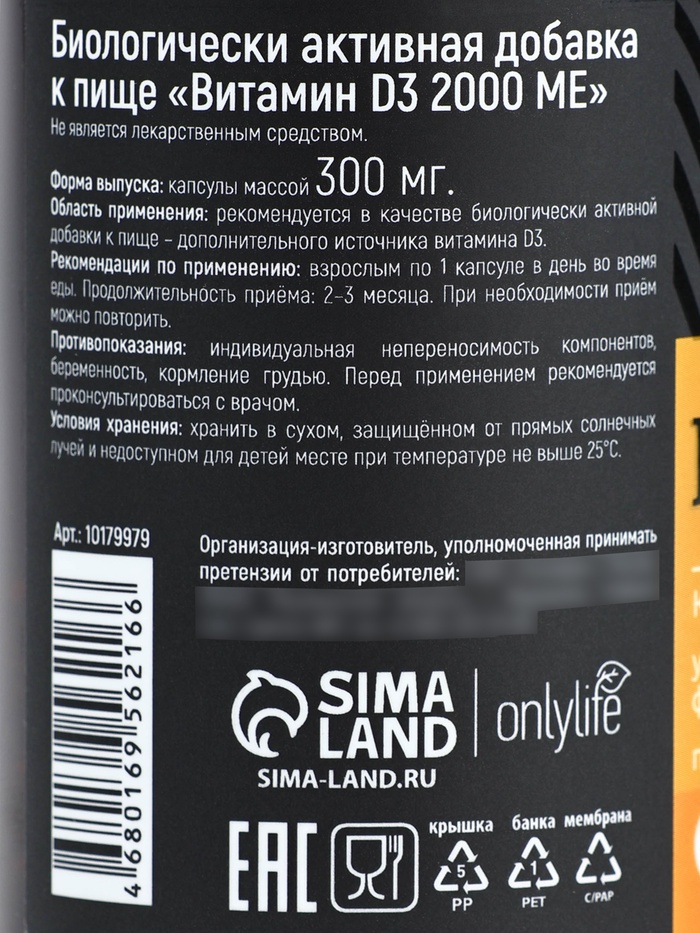 Биологически активная добавка
к пище «Витамин D3 2000 МЕ»
Не является лекарственным средством.
Форма выпуска: капсулы массой 300 мг.
Область применения: рекомендуется в качестве биологически активной
добавки к пище – дополнительного источника витамина D3.
Рекомендации по применению: взрослым по 1 капсуле в день во время
еды. Продолжительность приёма: 2-3 месяца. При необходимости приём
можно повторить.
Противопоказания: индивидуальная непереносимость компонентов,
беременность, кормление грудью. Перед применением рекомендуется
проконсультироваться с врачом.
Условия хранения: хранить в сухом, защищённом от прямых солнечных
лучей и недоступном для детей месте при температуре не выше 25°С.
Арт.: 10179979
Организация-изготовитель, уполномоченная принимать
претензии от потребителей:
4680169562166
SIMA
LAND
onlylife
SIMA-LAND.RU
EAC
крышка банка мембрана
5 1
PP PET C/PAP